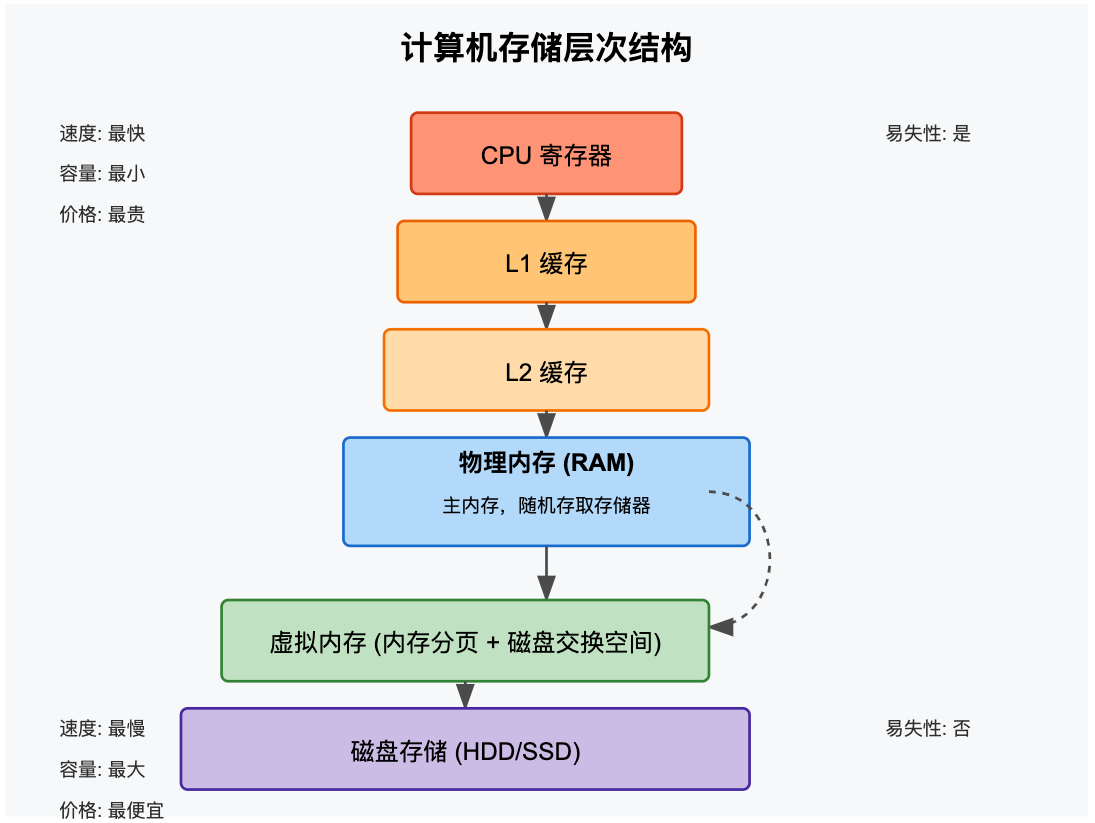 计算机存储层次结构
速度: 最快
容量: 最小
价格: 最贵
易失性: 是
CPU 寄存器
L1 缓存
L2 缓存
物理内存 (RAM)
主内存，随机存取存储器
虚拟内存 (内存分页 + 磁盘交换空间)
磁盘存储 (HDD/SSD)
速度: 最慢
容量: 最大
价格: 最便宜
易失性: 否